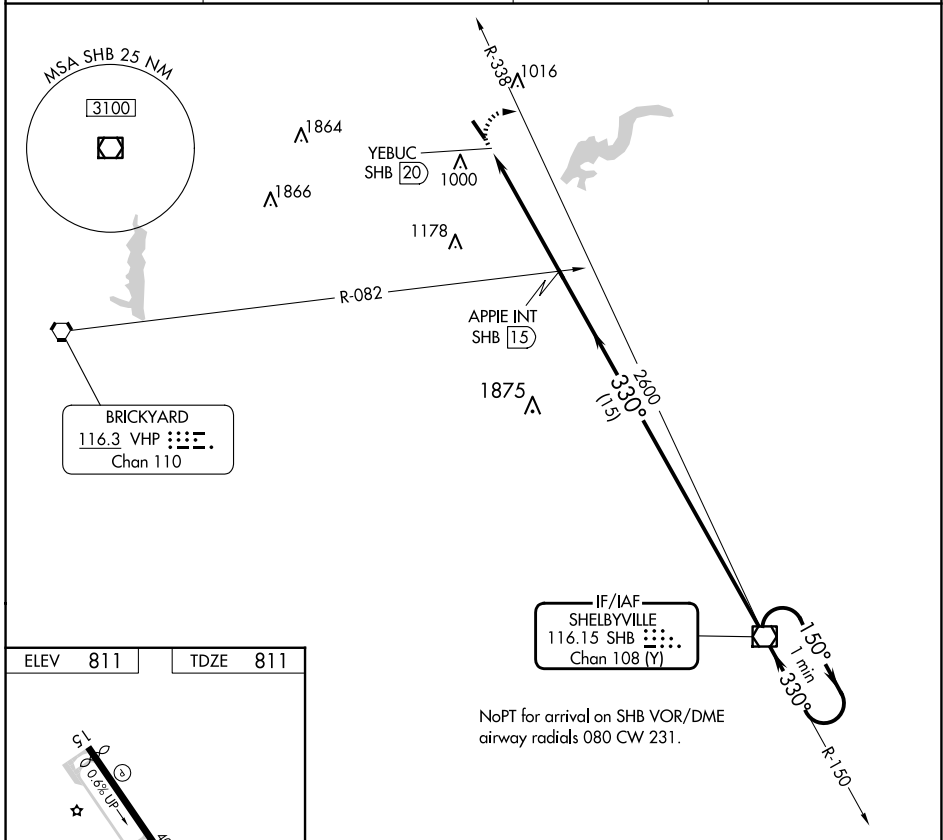 MSA SHB 25 NM
3100
R-338
1016
1864
YEBUC
SHB 20
1000
1866
1178
R-082
APPIE INT
SHB 15
2600
330°
(15)
1875
BRICKYARD
116.3 VHP
Chan 110
IF/IAF
SHELBYVILLE
116.15 SHB
Chan 108 (Y)
150°
1 min
330°
NoPT for arrival on SHB VOR/DME
airway radials 080 CW 231.
R-150
ELEV 811
TDZE 811
15
P
0.6% UP